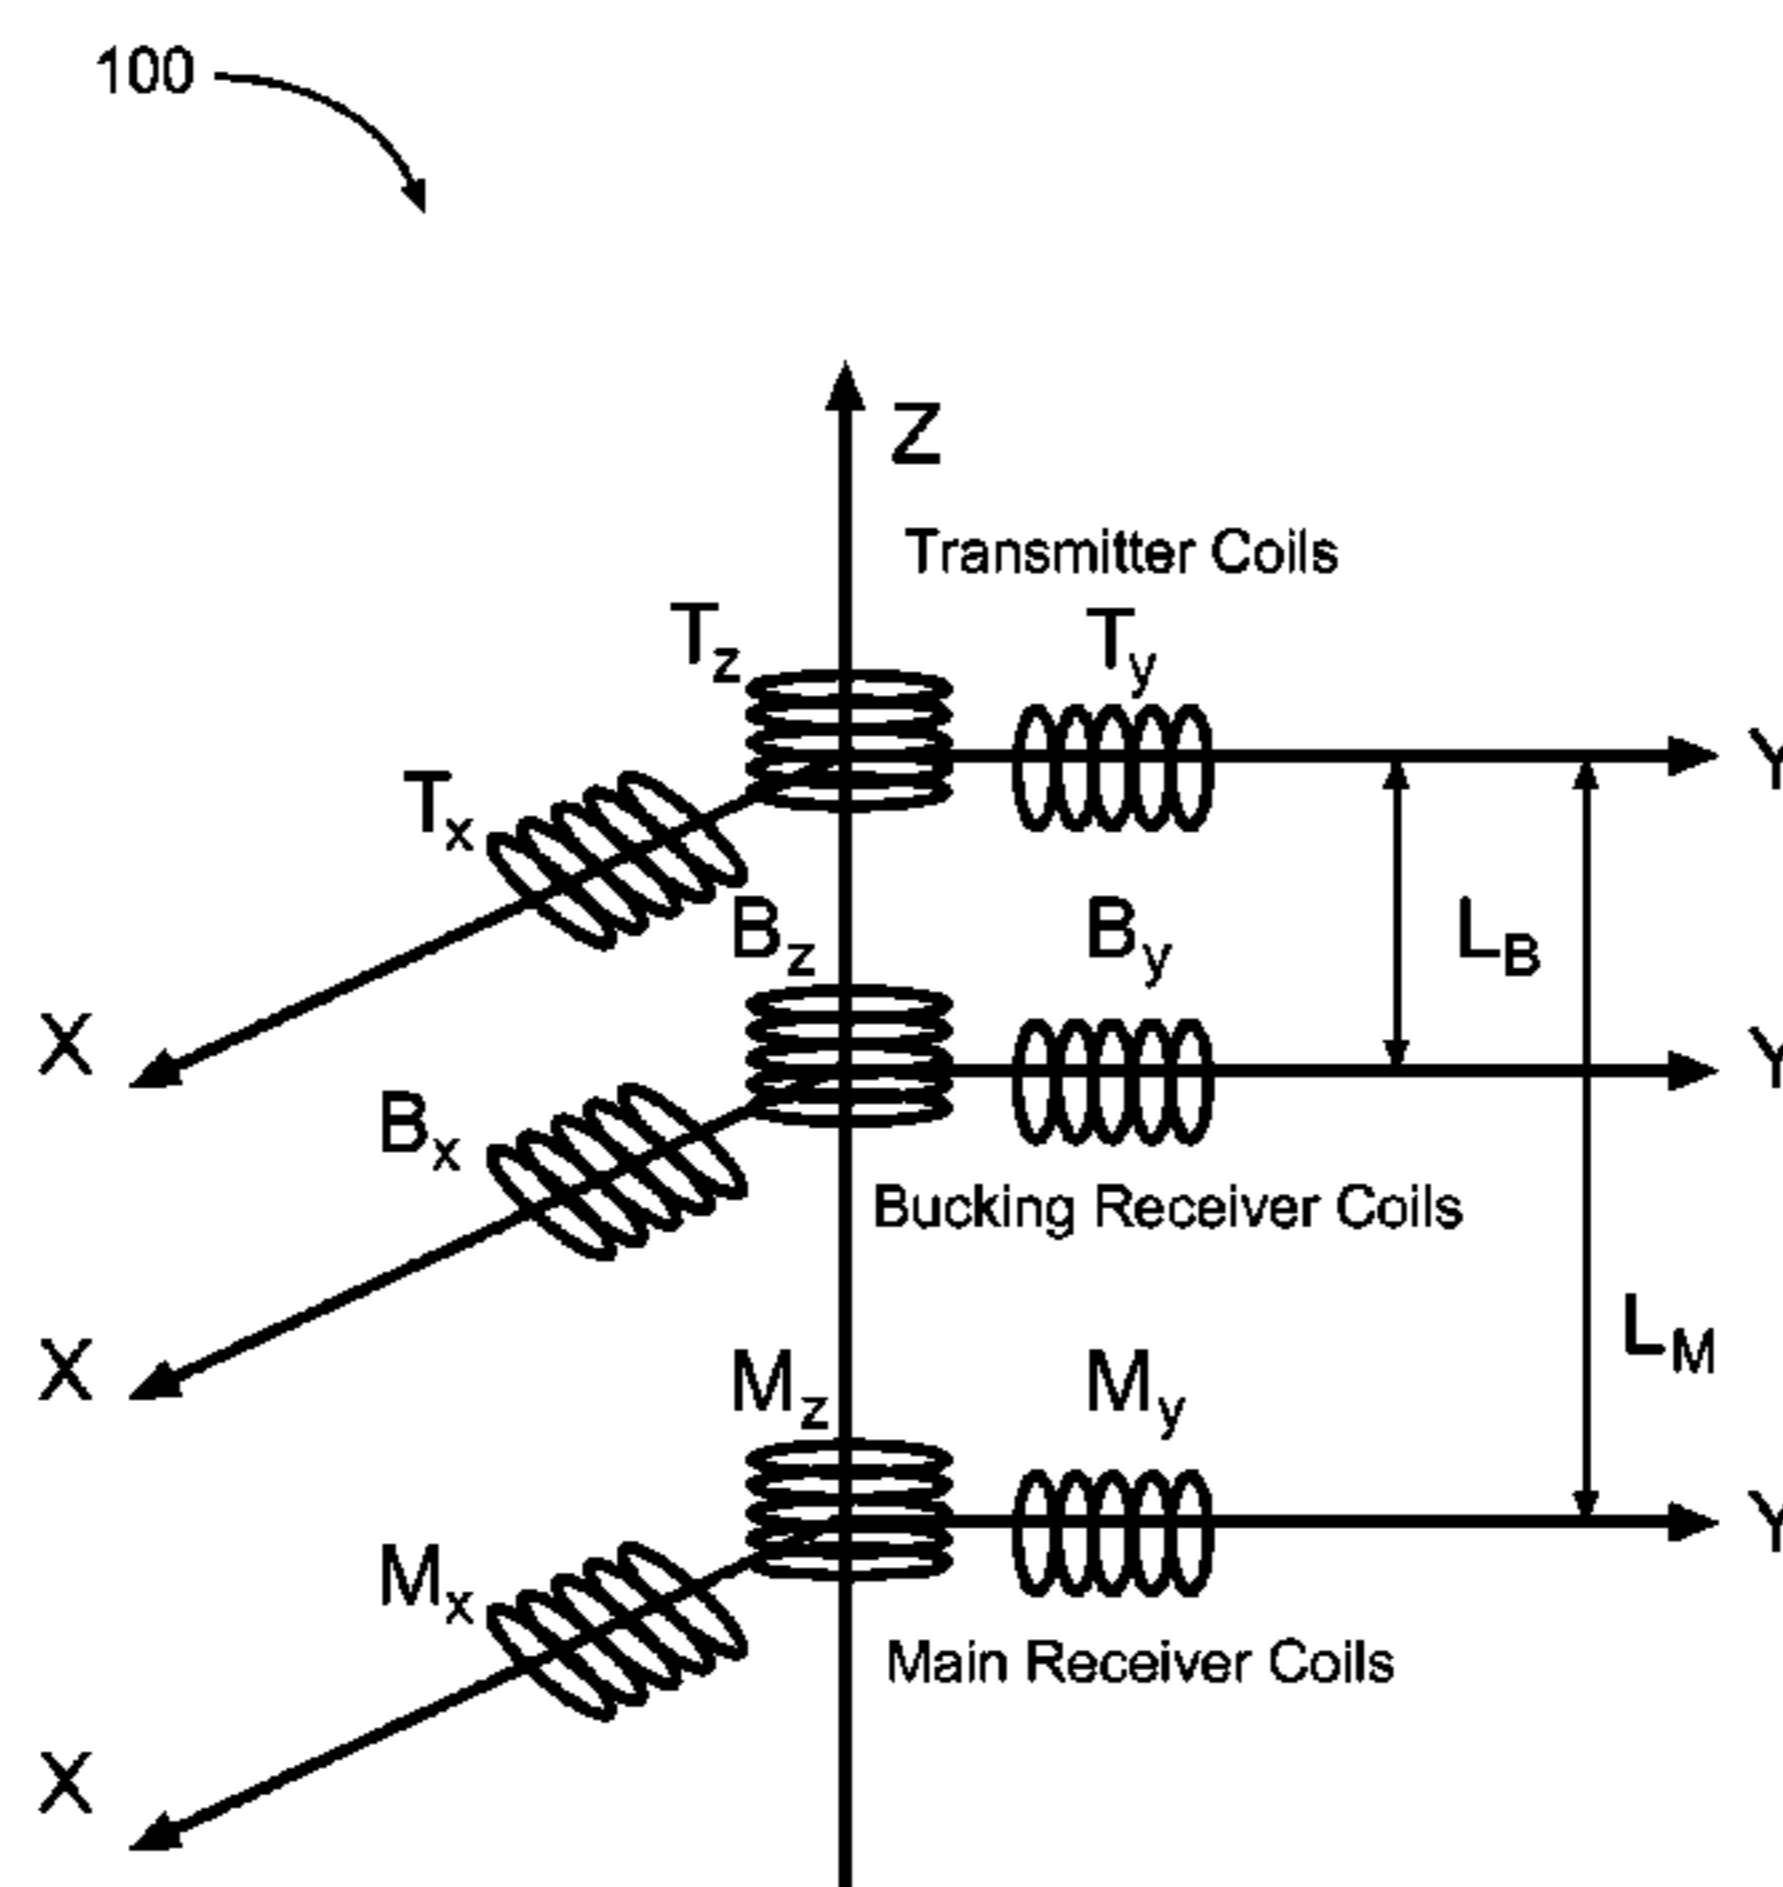 100
Z
Transmitter Coils
Tz
Ty
Y
Tx
Bz
By
LB
X
Y
Bx
Bucking Receiver Coils
LM
X
Mz
My
Y
Mx
Main Receiver Coils
X